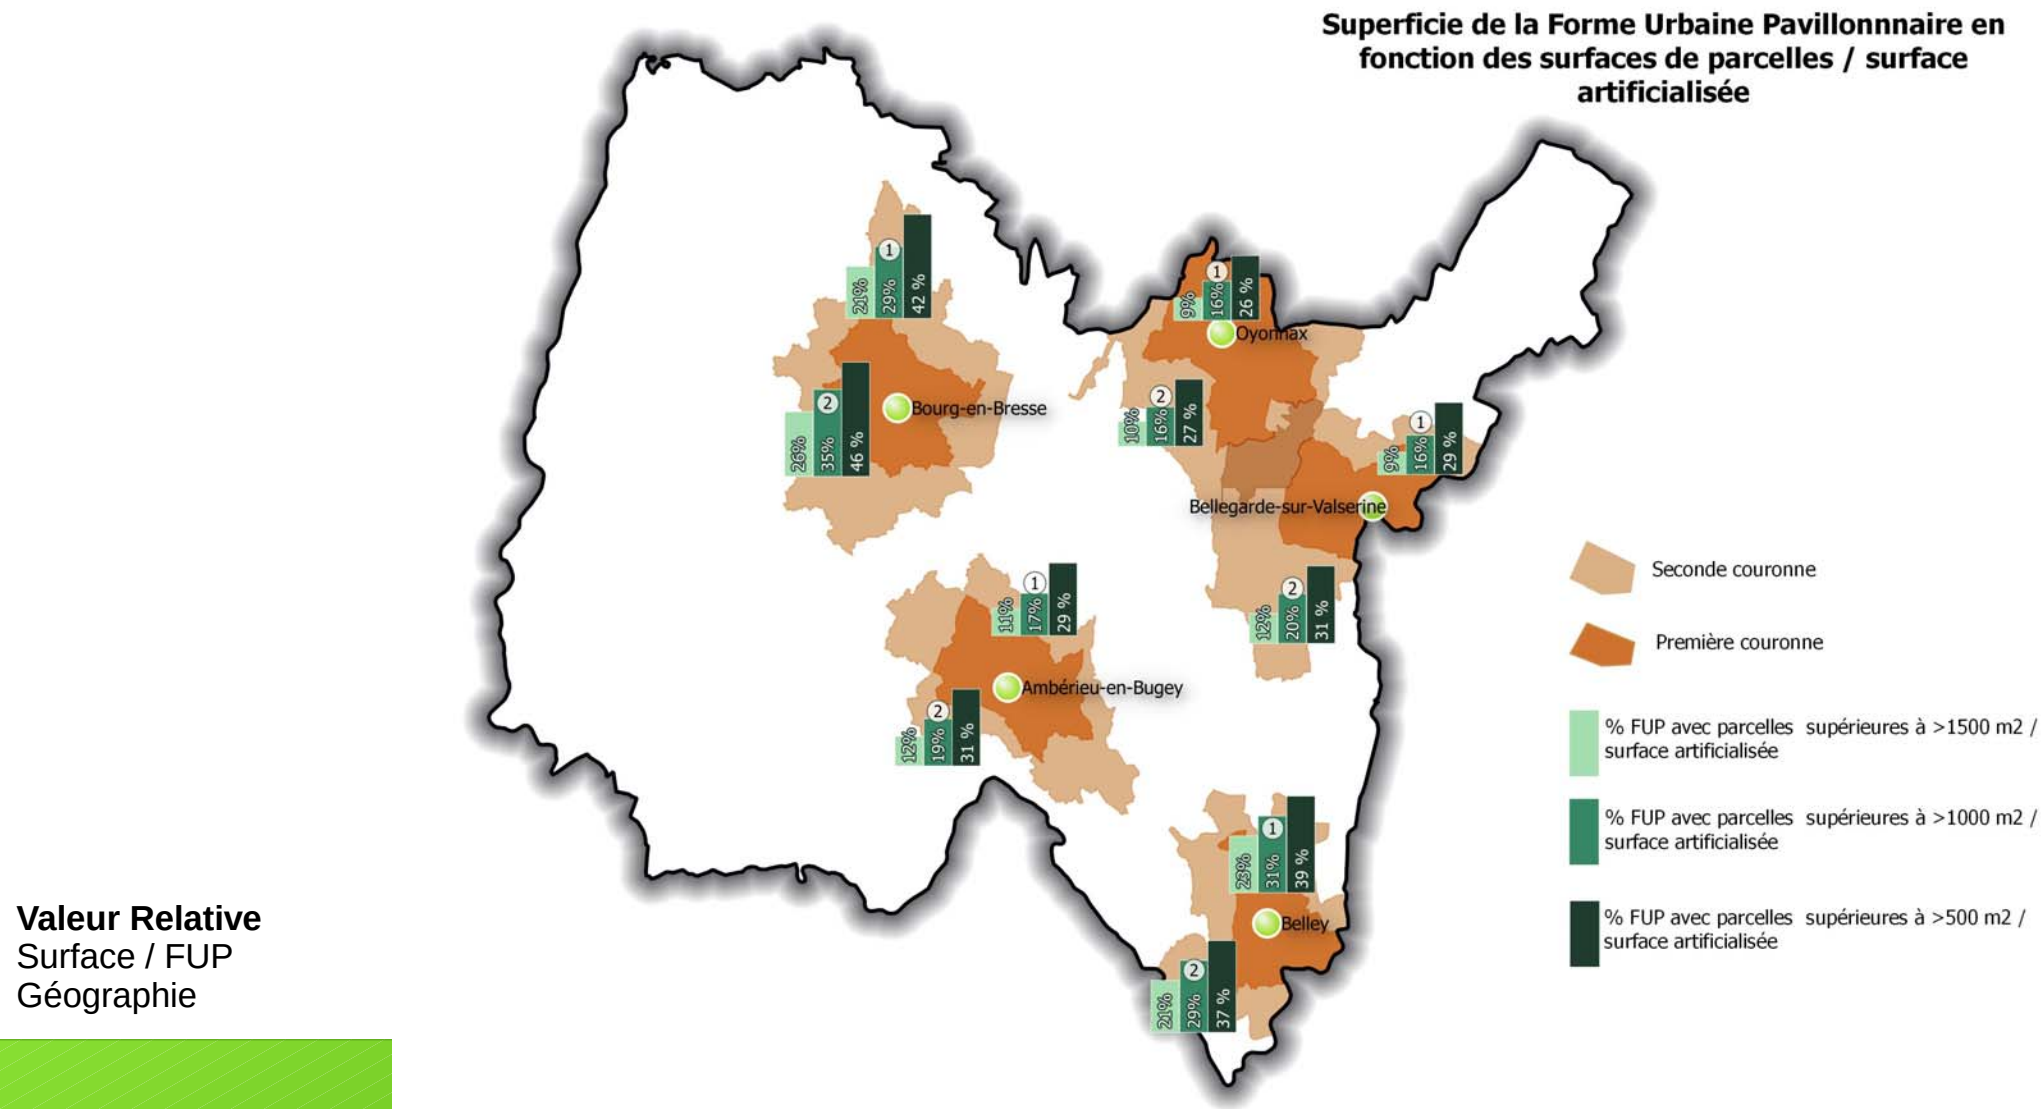 Superficie de la Forme Urbaine Pavillonnnaire en
fonction des surfaces de parcelles / surface
artificialisée
1
21%
29%
42 %
2
26%
35%
46 %
Bourg-en-Bresse
1
9%
16%
26 %
Oyonnax
2
10%
16%
27 %
1
9%
16%
29 %
Bellegarde-sur-Valserine
2
12%
20%
31 %
1
11%
17%
29 %
Ambérieu-en-Bugey
2
12%
19%
31 %
1
23%
31%
39 %
Belley
2
21%
29%
37 %
Seconde couronne
Première couronne
% FUP avec parcelles supérieures à >1500 m2 /
surface artificialisée
% FUP avec parcelles supérieures à >1000 m2 /
surface artificialisée
% FUP avec parcelles supérieures à >500 m2 /
surface artificialisée
Valeur Relative
Surface / FUP
Géographie